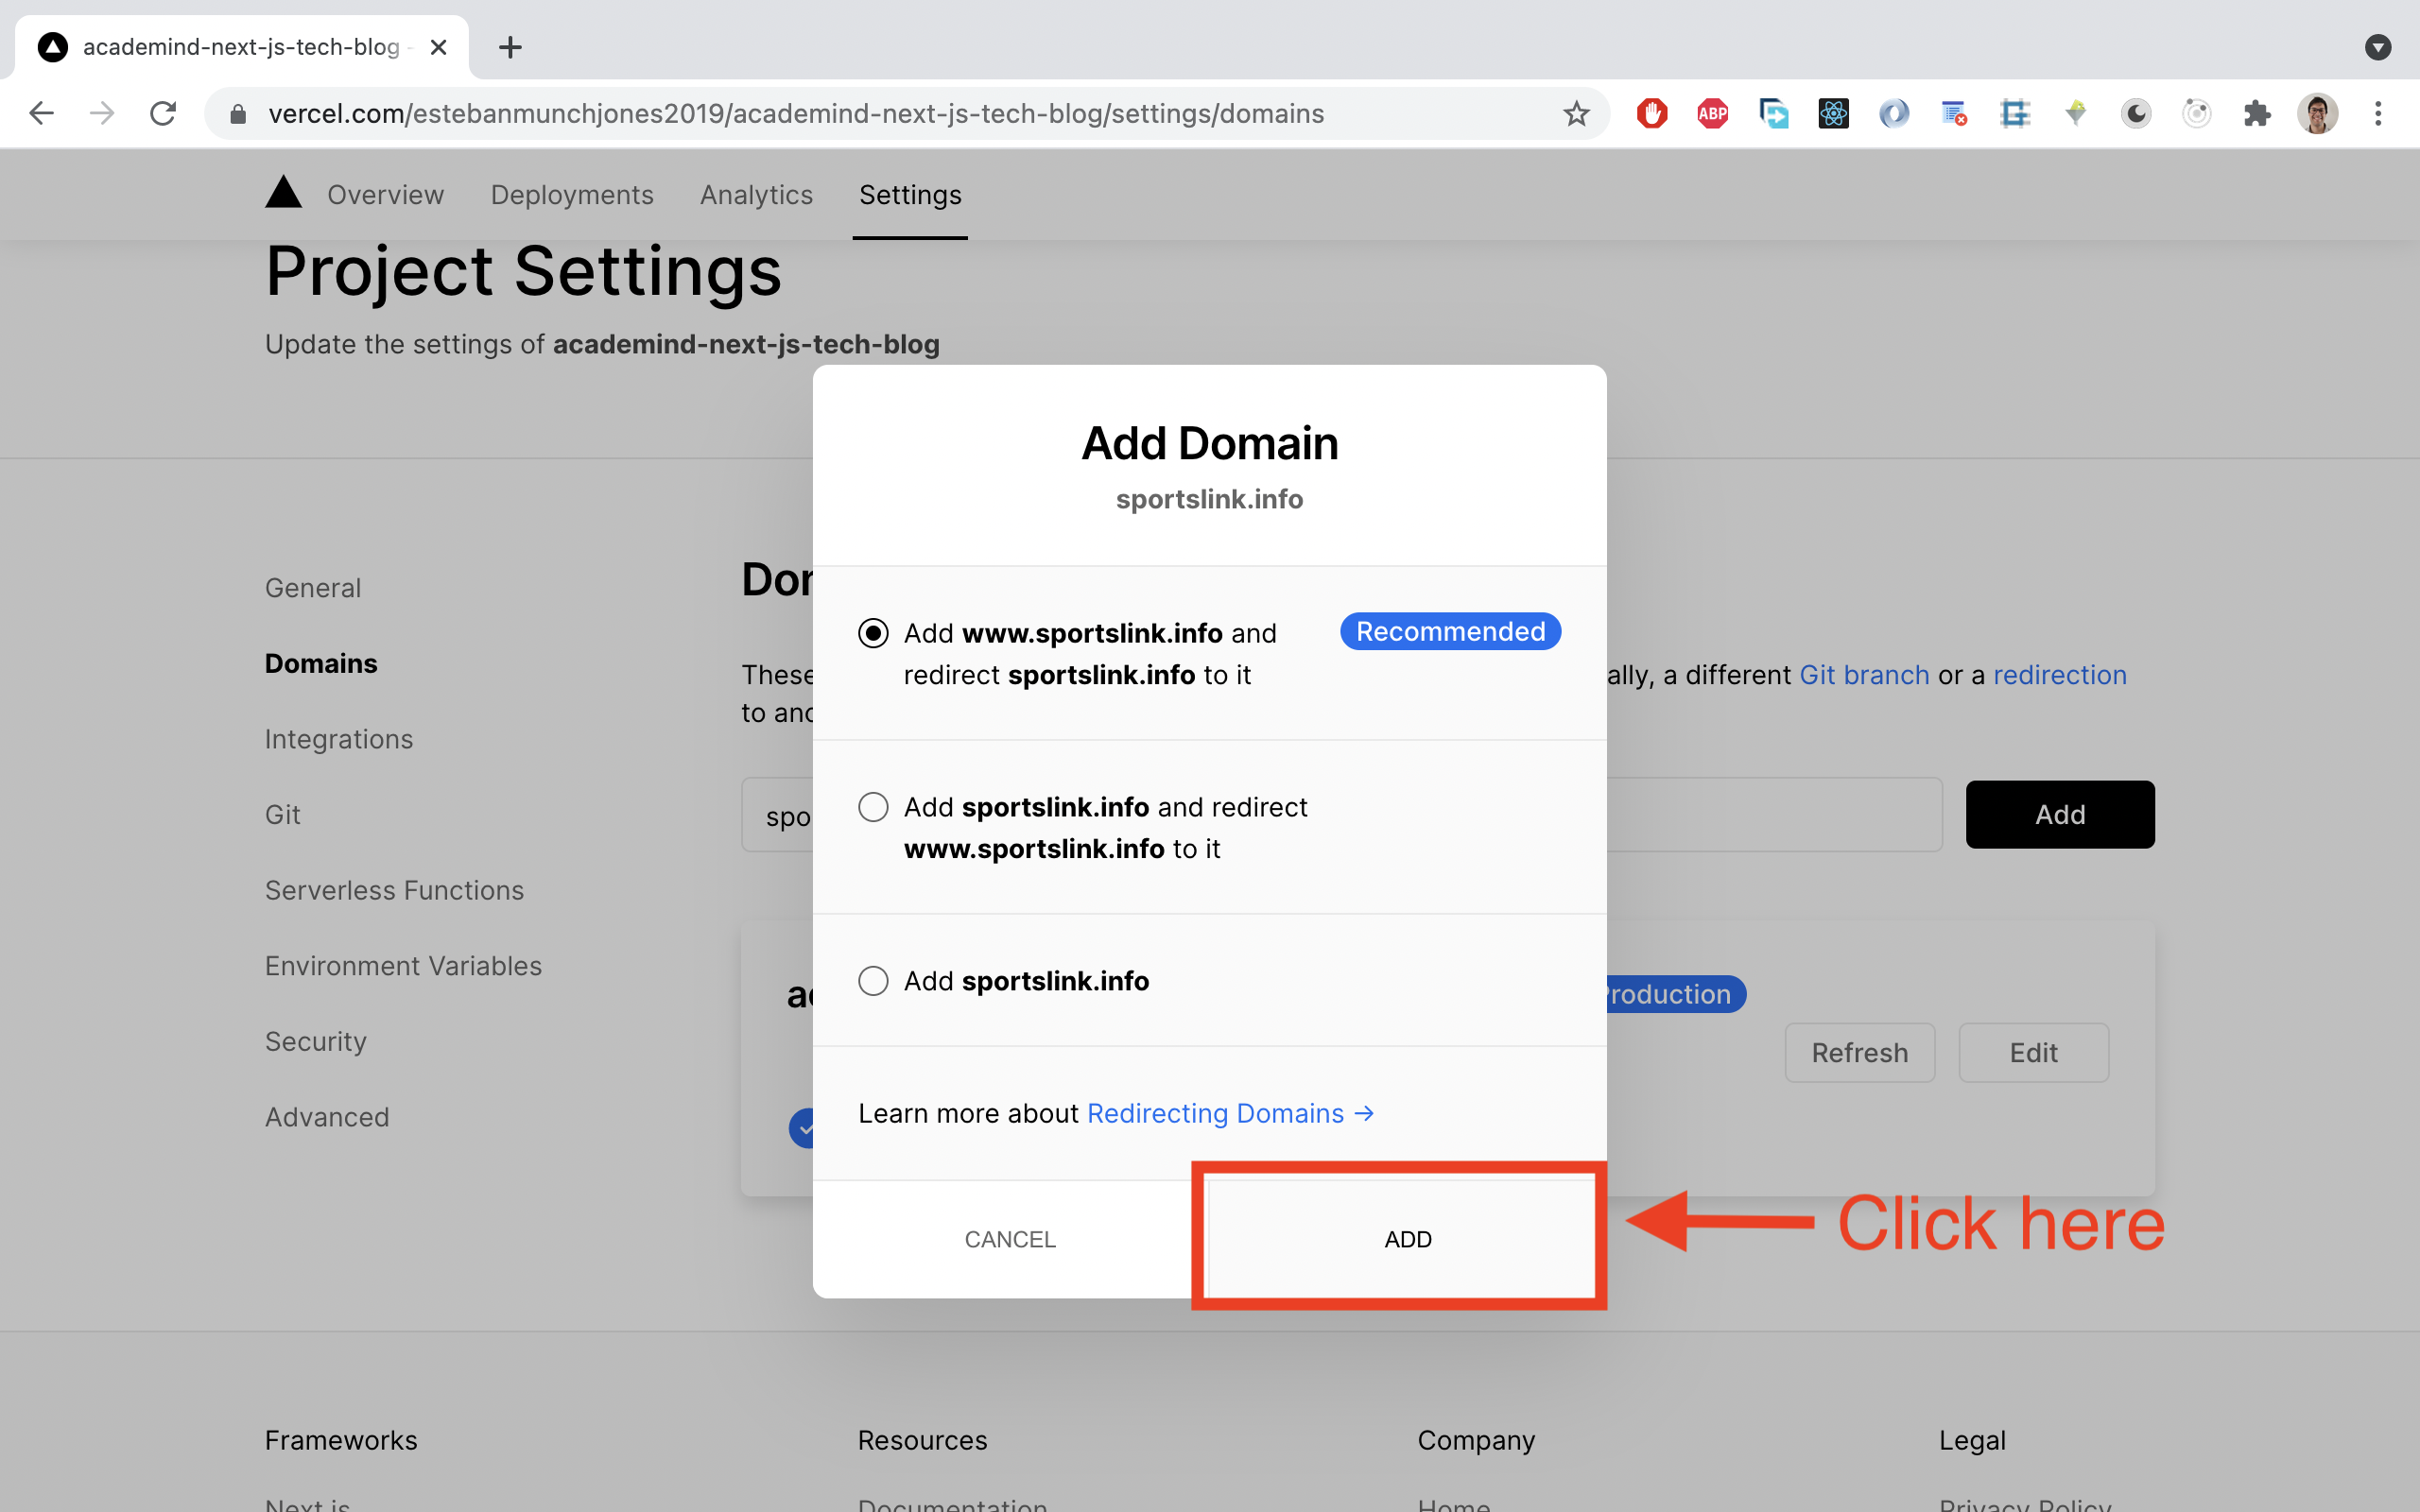 academind-next-js-tech-blog -
vercel.com/estebanmunchjones2019/academind-next-js-tech-blog/settings/domains
ABP
Overview Deployments Analytics Settings
Project Settings
Update the settings of academind-next-js-tech-blog
Add Domain
sportslink.info
General
Domains
Integrations
Git
Serverless Functions
Environment Variables
Security
Advanced
Add www.sportslink.info and
redirect sportslink.info to it
Recommended
These
ally, a different Git branch or a redirection
to
Add sportslink.info and redirect
www.sportslink.info to it
spo
Add
Add sportslink.info
Production
Refresh Edit
Learn more about Redirecting Domains →
CANCEL ADD
Click here
Frameworks Resources Company Legal
Next.js Documentation Home Privacy Policy